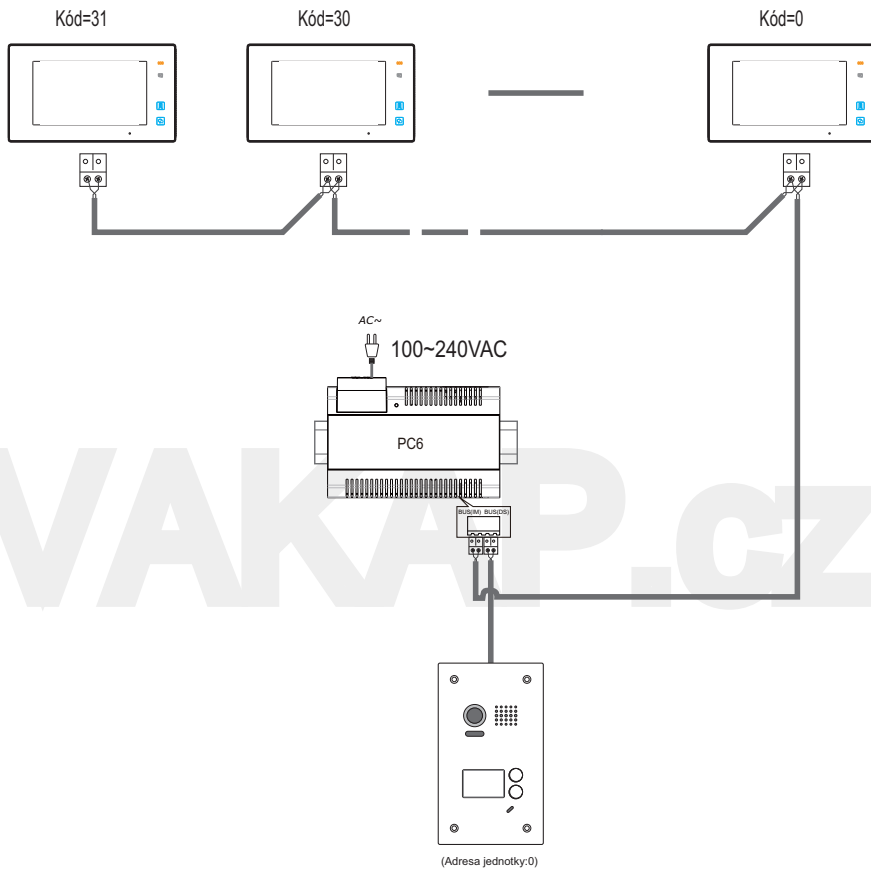 Kód=31 Kód=30 Kód=0
AC~
100~240VAC
PC6
BUS(IM) BUS(DS)
VAKAP.cz
(Adresa jednotky:0)